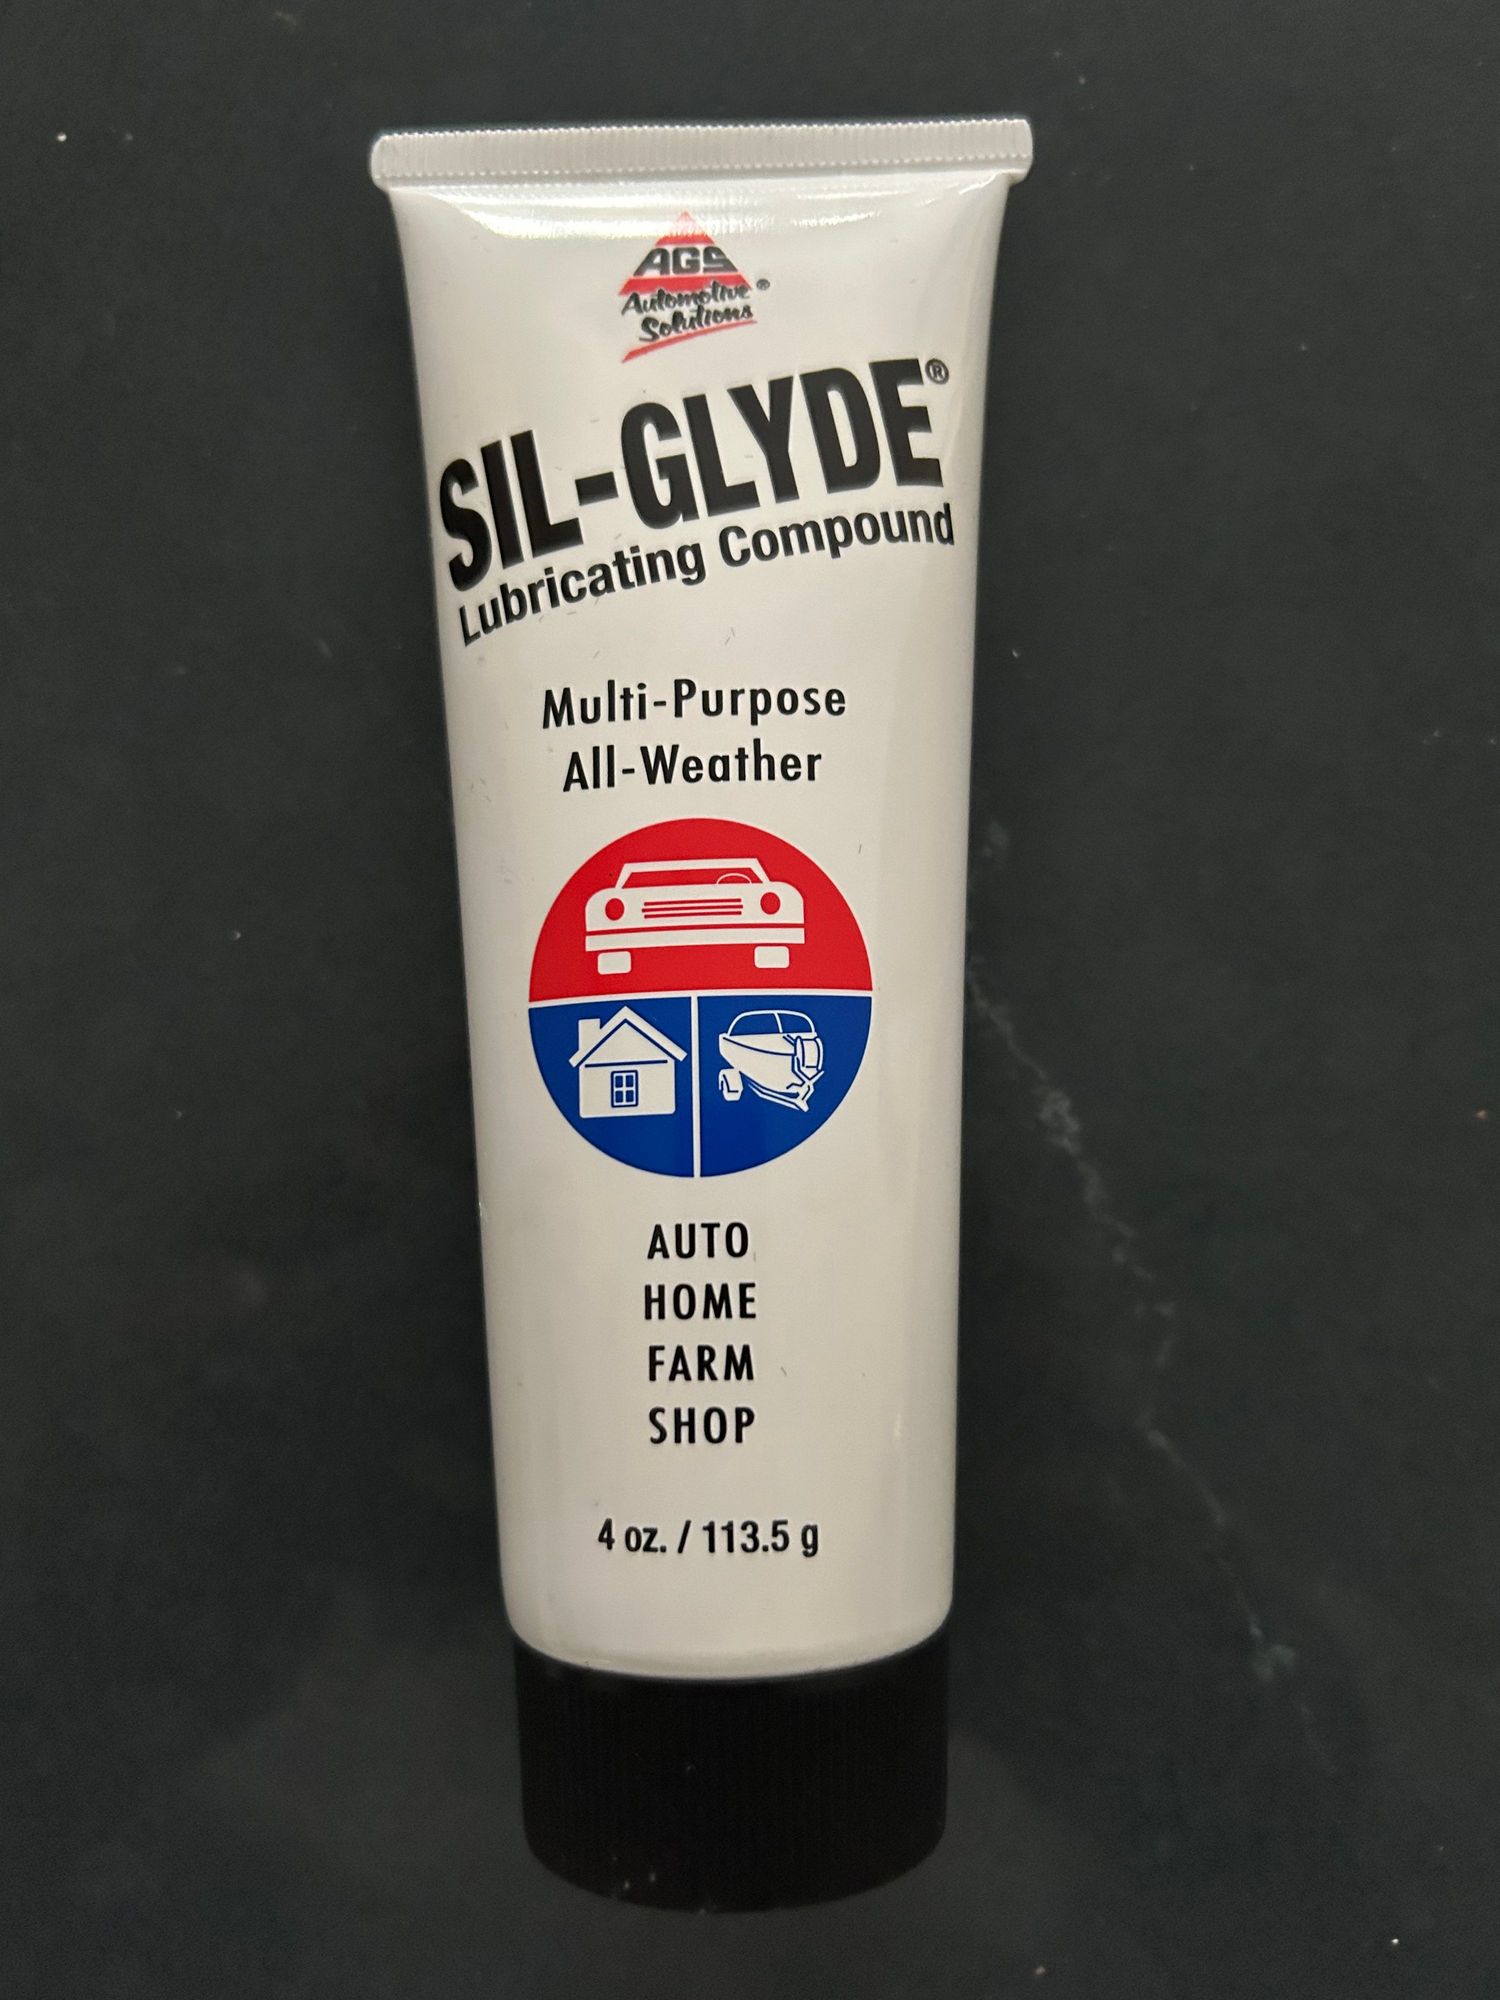 AGS
Automotive ®
Solutions
SIL-GLYDE®
Lubricating Compound
Multi-Purpose
All-Weather
AUTO
HOME
FARM
SHOP
4 oz. / 113.5 g